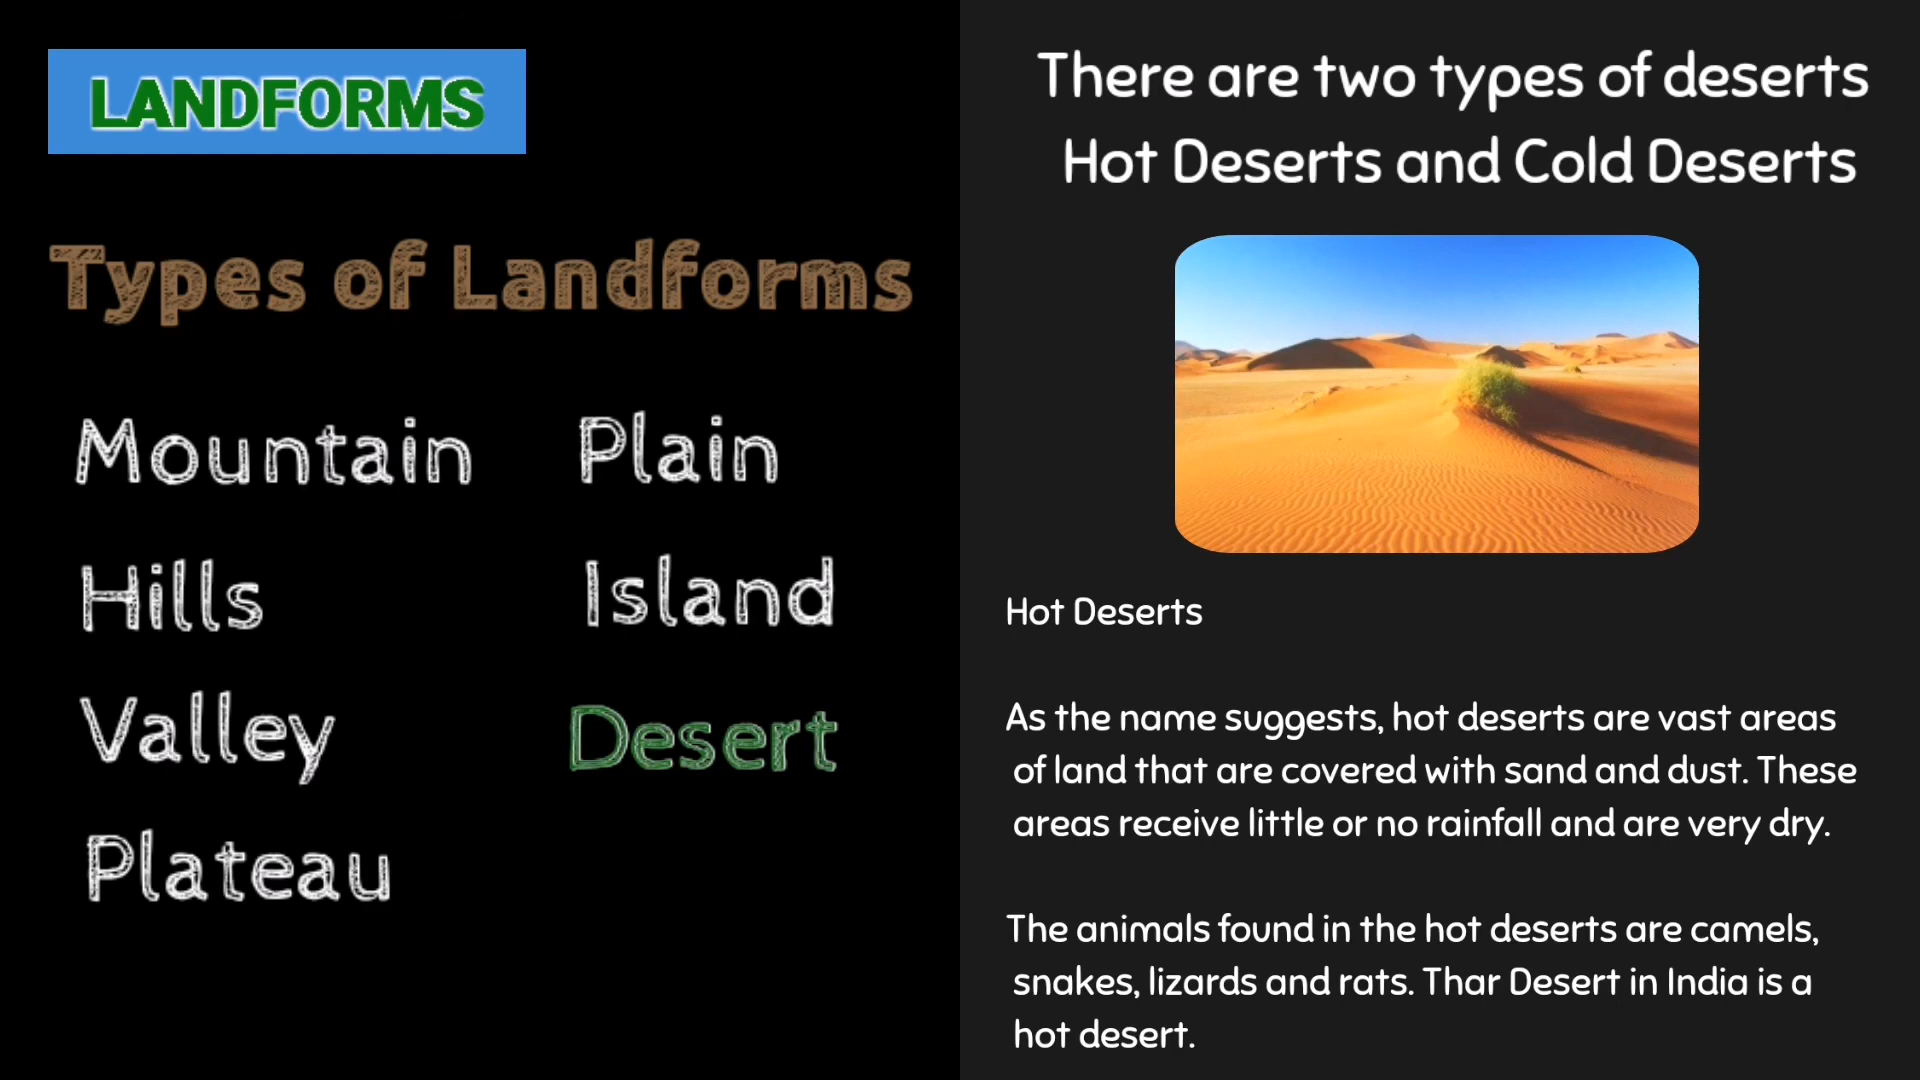 LANDFORMS
Types of Landforms
Mountain
Hills
Valley
Plateau
Plain
Island
Desert
There are two types of deserts
Hot Deserts and Cold Deserts
Hot Deserts
As the name suggests, hot deserts are vast areas
of land that are covered with sand and dust. These
areas receive little or no rainfall and are very dry.
The animals found in the hot deserts are camels,
snakes, lizards and rats. Thar Desert in India is a
hot desert.